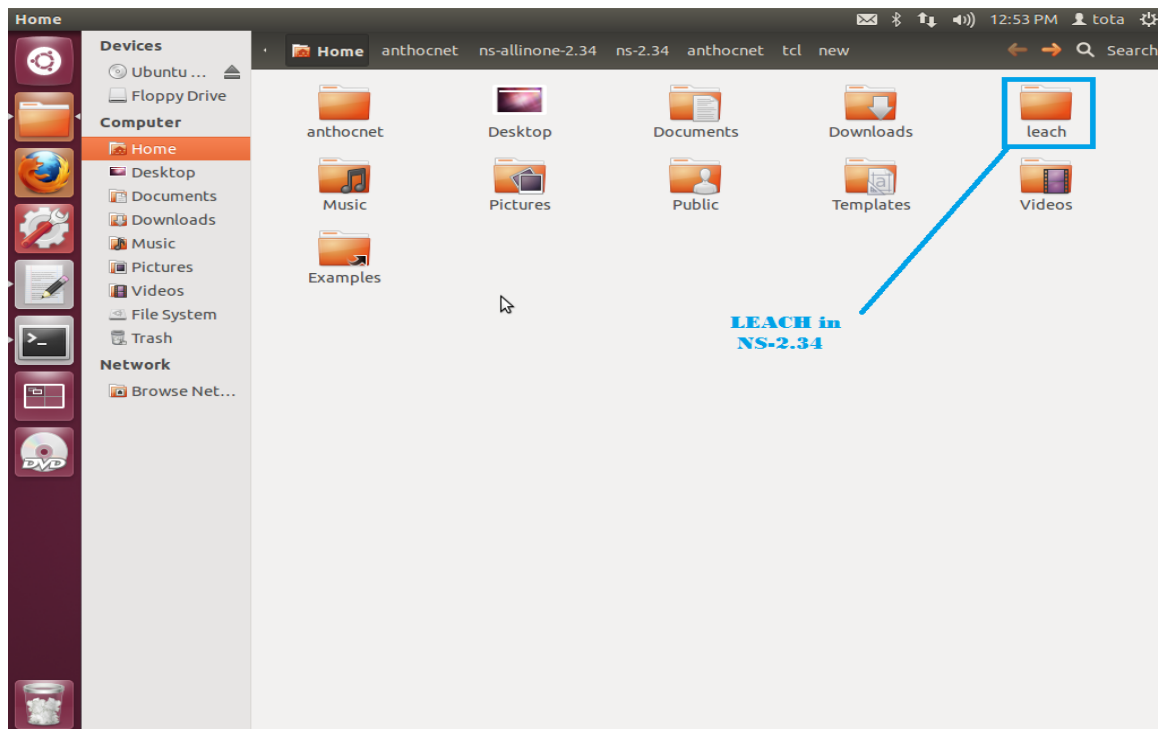 Home
12:53 PM tota
Devices
Ubuntu ...
Floppy Drive
Computer
Home
Desktop
Documents
Downloads
Music
Pictures
Videos
File System
Trash
Network
Browse Net...
Home anthocnet ns-allinone-2.34 ns-2.34 anthocnet tcl new Search
anthocnet Desktop Documents Downloads leach
Music Pictures Public Templates Videos
Examples
LEACH in
NS-2.34
>_
DVD